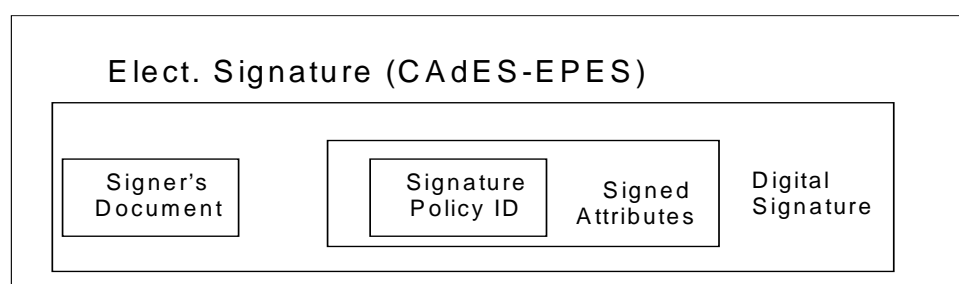 Elect. Signature (CAdES-EPES)
Signer’s
Document
Signature
Policy ID
Signed
Attributes
Digital
Signature